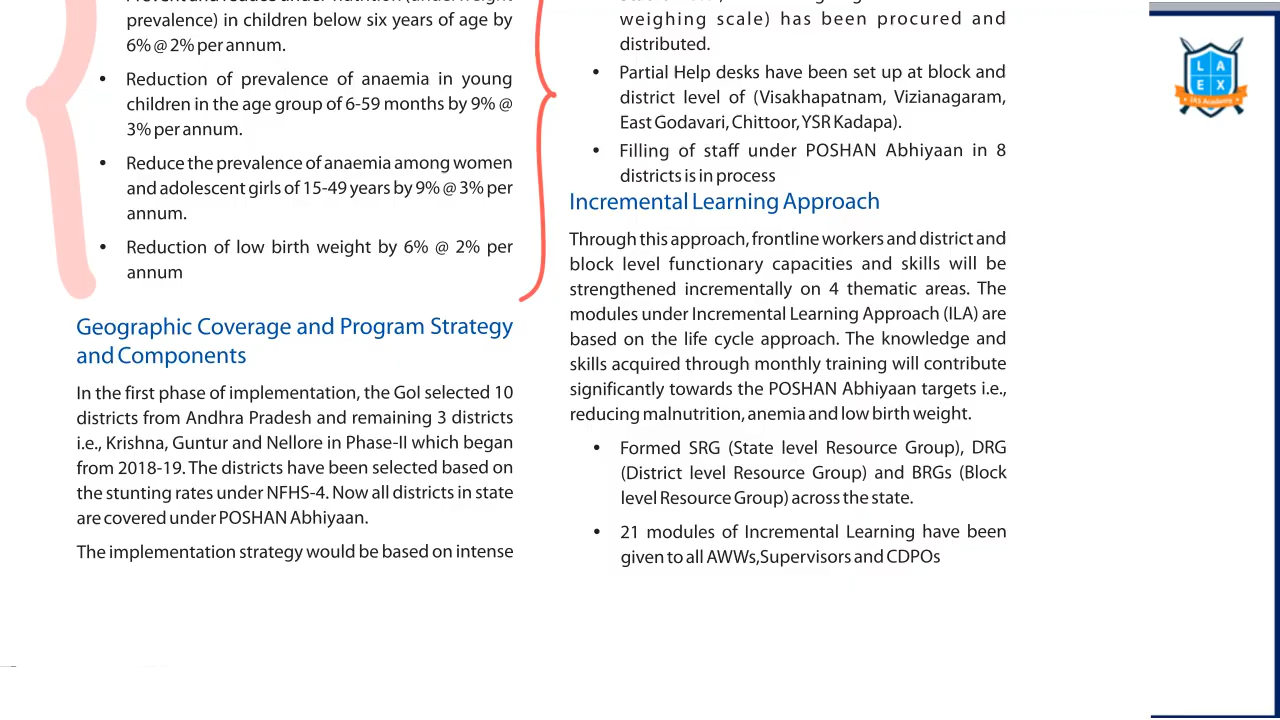 prevalence) in children below six years of age by
6% @ 2% per annum.
• Reduction of prevalence of anaemia in young
children in the age group of 6-59 months by 9% @
3% per annum.
• Reduce the prevalence of anaemia among women
and adolescent girls of 15-49 years by 9% @ 3% per
annum.
• Reduction of low birth weight by 6% @ 2% per
annum
Geographic Coverage and Program Strategy
and Components
In the first phase of implementation, the GoI selected 10
districts from Andhra Pradesh and remaining 3 districts
i.e., Krishna, Guntur and Nellore in Phase-II which began
from 2018-19. The districts have been selected based on
the stunting rates under NFHS-4. Now all districts in state
are covered under POSHAN Abhiyaan.
The implementation strategy would be based on intense
weighing scale) has been procured and
distributed.
• Partial Help desks have been set up at block and
district level of (Visakhapatnam, Vizianagaram,
East Godavari, Chittoor, YSR Kadapa).
• Filling of staff under POSHAN Abhiyaan in 8
districts is in process
Incremental Learning Approach
Through this approach, frontline workers and district and
block level functionary capacities and skills will be
strengthened incrementally on 4 thematic areas. The
modules under Incremental Learning Approach (ILA) are
based on the life cycle approach. The knowledge and
skills acquired through monthly training will contribute
significantly towards the POSHAN Abhiyaan targets i.e.,
reducing malnutrition, anemia and low birth weight.
• Formed SRG (State level Resource Group), DRG
(District level Resource Group) and BRGs (Block
level Resource Group) across the state.
• 21 modules of Incremental Learning have been
given to all AWWs,Supervisors and CDPOs
L A
E X
IAS Academy